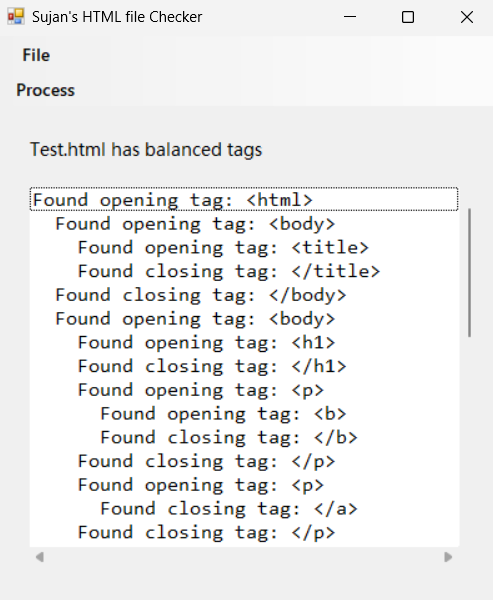 Sujan's HTML file Checker
File
Process
Test.html has balanced tags
Found opening tag: <html>
Found opening tag: <body>
Found opening tag: <title>
Found closing tag: </title>
Found closing tag: </body>
Found opening tag: <body>
Found opening tag: <h1>
Found closing tag: </h1>
Found opening tag: <p>
Found opening tag: <b>
Found closing tag: </b>
Found closing tag: </p>
Found opening tag: <p>
Found closing tag: </a>
Found closing tag: </p>